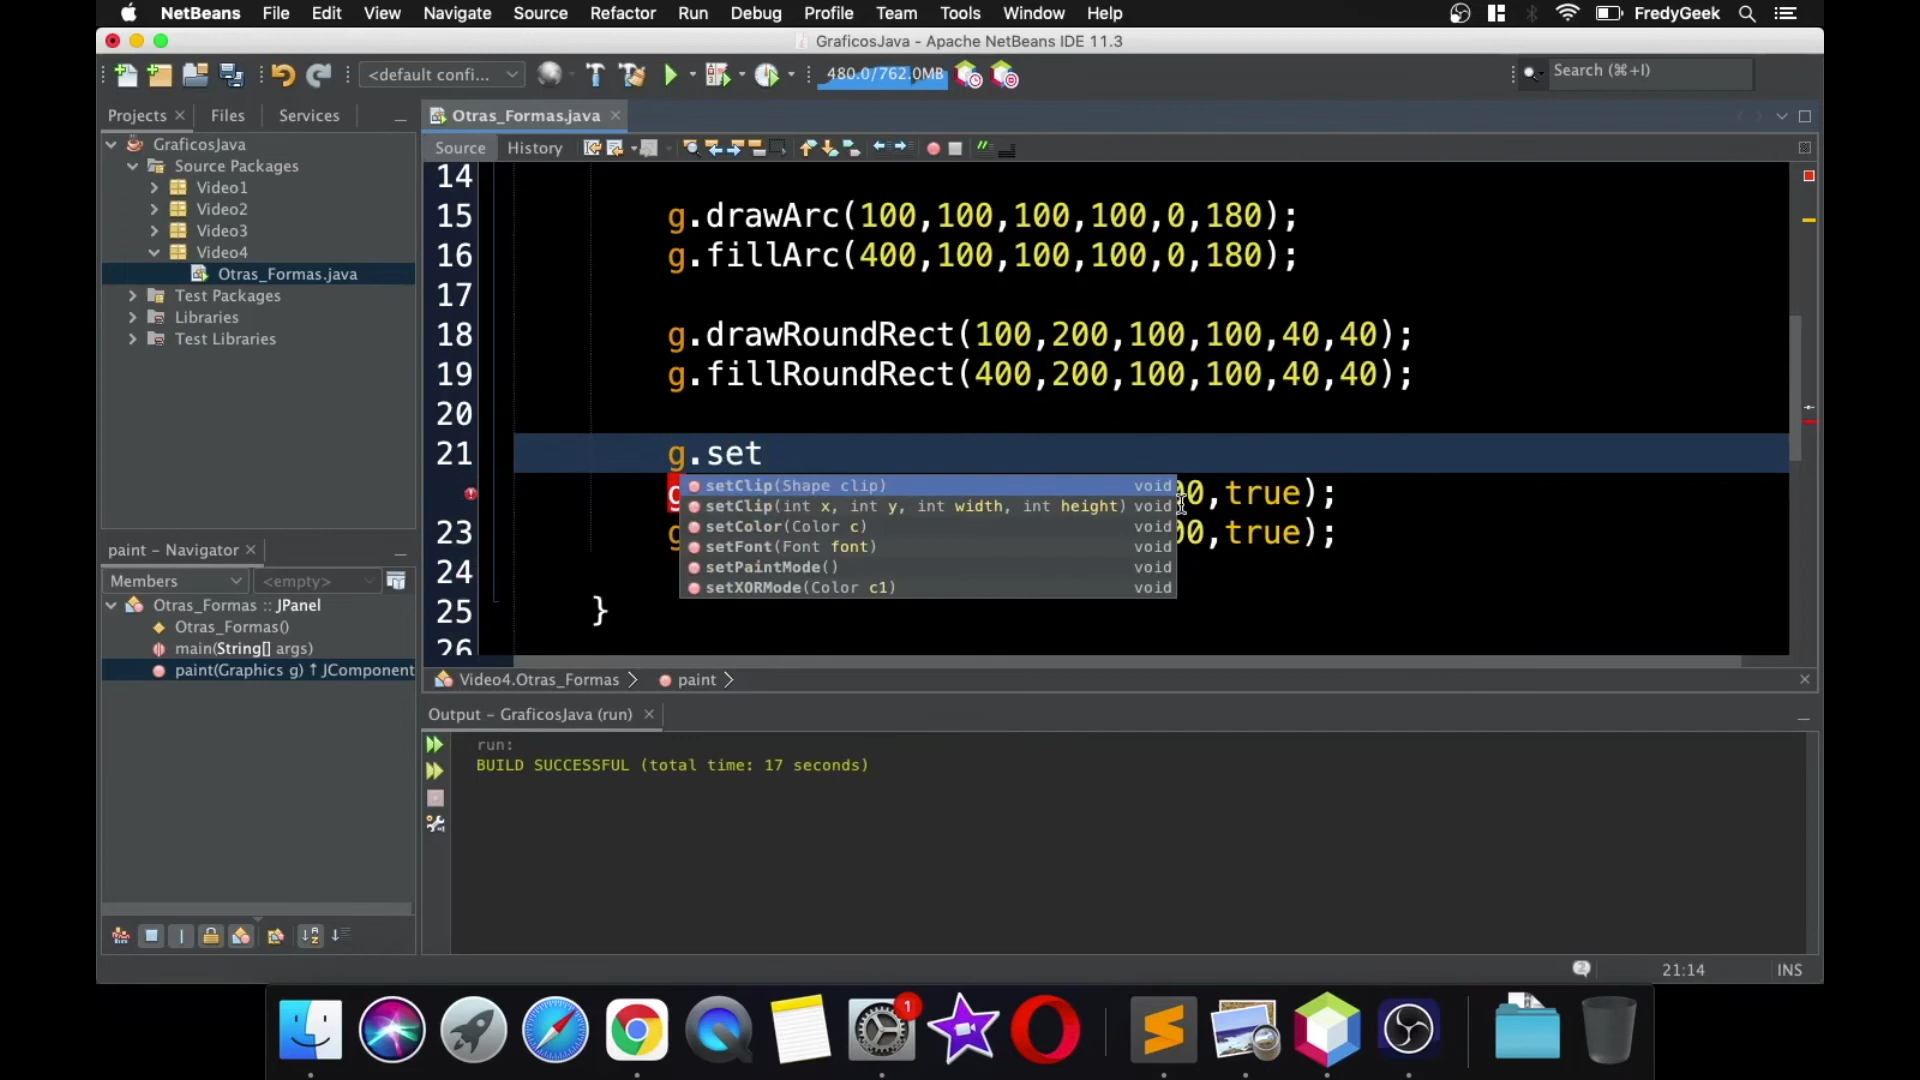 NetBeans File Edit View Navigate Source Refactor Run Debug Profile Team Tools Window Help FredyGeek
GraficosJava - Apache NetBeans IDE 11.3
<default confi... 480.0/762.0MB Search (⌘+I)
Projects Files Services
Otras_Formas.java
Source History
GraficosJava
Source Packages
Video1
Video2
Video3
Video4
Otras_Formas.java
Test Packages
Libraries
Test Libraries
14
15 g.drawArc(100,100,100,100,0,180);
16 g.fillArc(400,100,100,100,0,180);
17
18 g.drawRoundRect(100,200,100,100,40,40);
19 g.fillRoundRect(400,200,100,100,40,40);
20
21 g.set
setClip(Shape clip) void
setClip(int x, int y, int width, int height) void
setColor(Color c) void
setFont(Font font) void
setPaintMode() void
setXORMode(Color c1) void
g 00,true);
23 g 00,true);
24
25 }
26
paint - Navigator
Members <empty>
Otras_Formas :: JPanel
Otras_Formas()
main(String[] args)
paint(Graphics g) ↑ JComponent
Video4.Otras_Formas paint
Output - GraficosJava (run)
run:
BUILD SUCCESSFUL (total time: 17 seconds)
2 21:14 INS
1